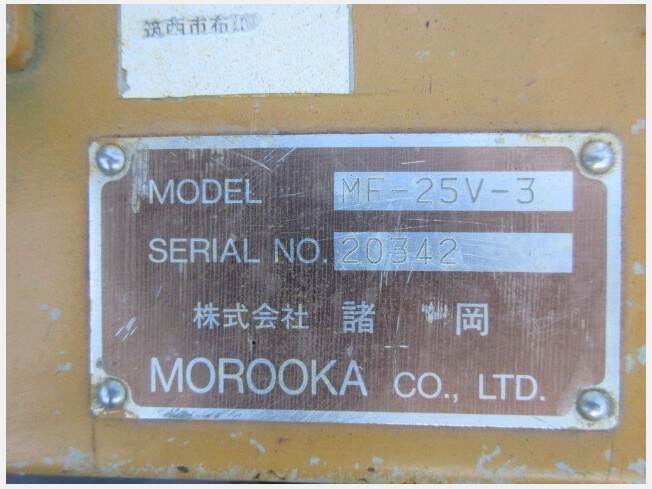 筑西市布
MODEL MF-25V-3
SERIAL NO. 20342
株式会社 諸 岡
MOROOKA CO., LTD.